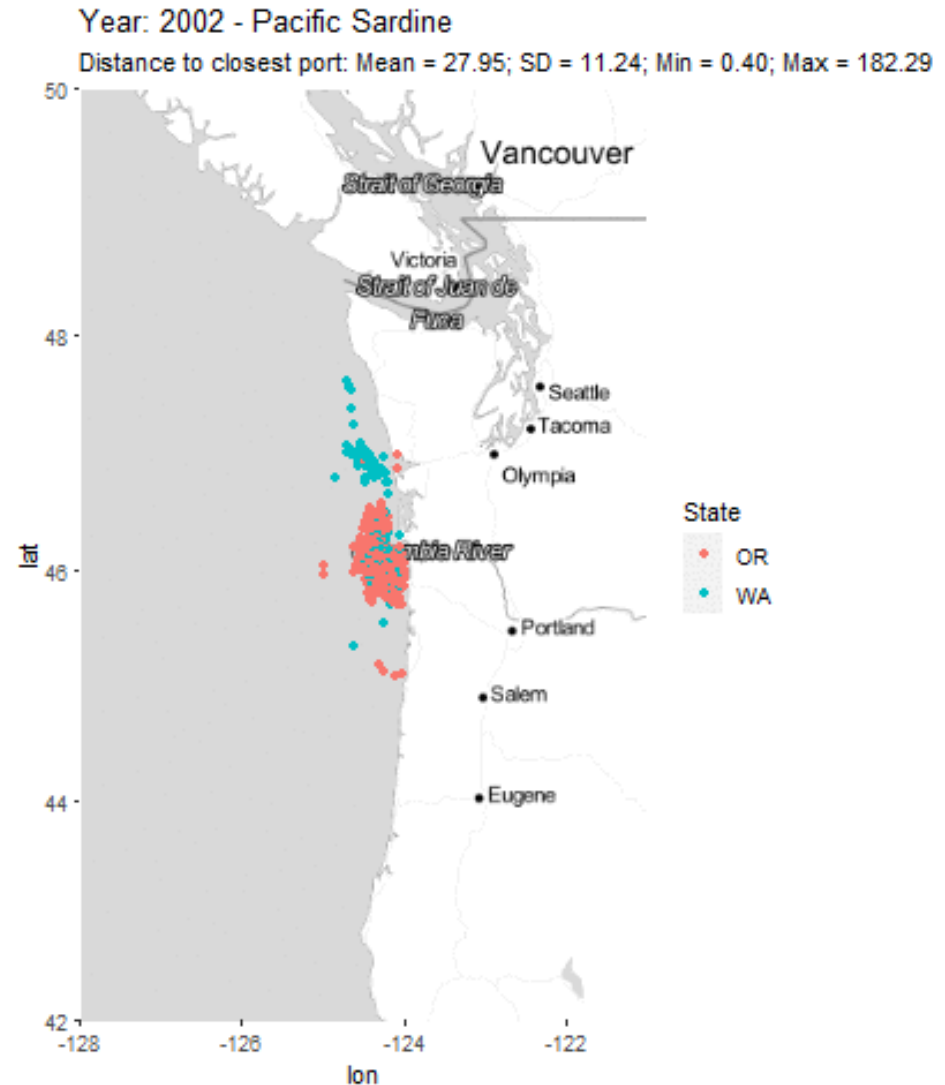 Year: 2002 - Pacific Sardine
Distance to closest port: Mean = 27.95; SD = 11.24; Min = 0.40; Max = 182.29
50
Vancouver
Strait of Georgia
Victoria
Strait of Juan de
Fuca
48
Seattle
Tacoma
Olympia
State
OR
WA
mbia River
lat
46
Portland
Salem
44
Eugene
42
-128
-126
-124
-122
lon